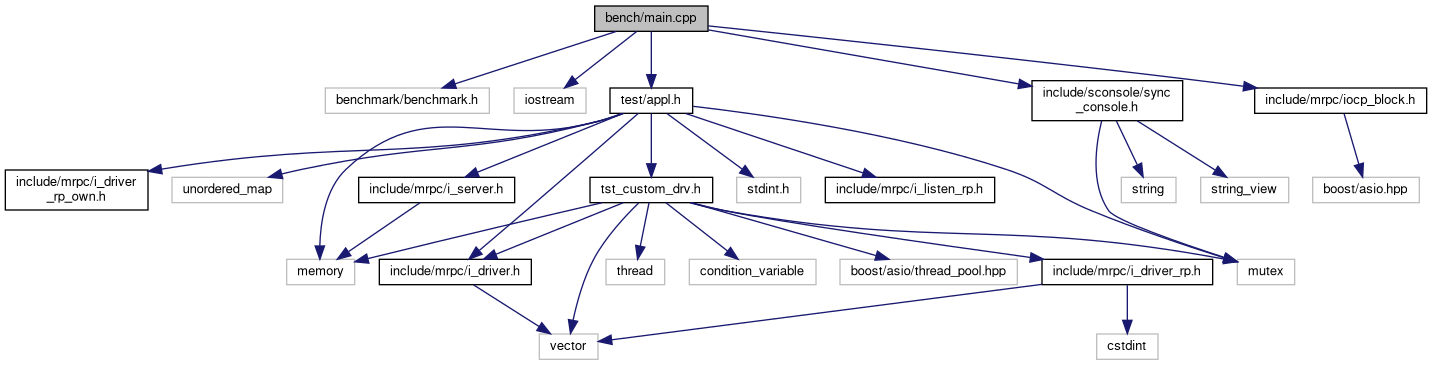 bench/main.cpp
benchmark/benchmark.h
iostream
test/appl.h
include/sconsole/sync
_console.h
include/mrpc/iocp_block.h
include/mrpc/i_driver
_rp_own.h
unordered_map
include/mrpc/i_server.h
tst_custom_drv.h
stdint.h
include/mrpc/i_listen_rp.h
string
string_view
boost/asio.hpp
memory
include/mrpc/i_driver.h
thread
condition_variable
boost/asio/thread_pool.hpp
include/mrpc/i_driver_rp.h
mutex
vector
cstdint